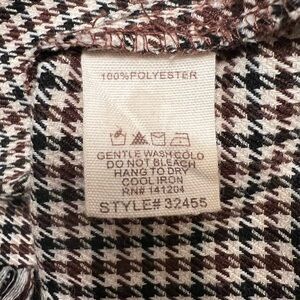 100%POLYESTER
GENTLE WASH COLD
DO NOT BLEACH
HANG TO DRY
COOL IRON
RN# 141204
STYLE# 32455